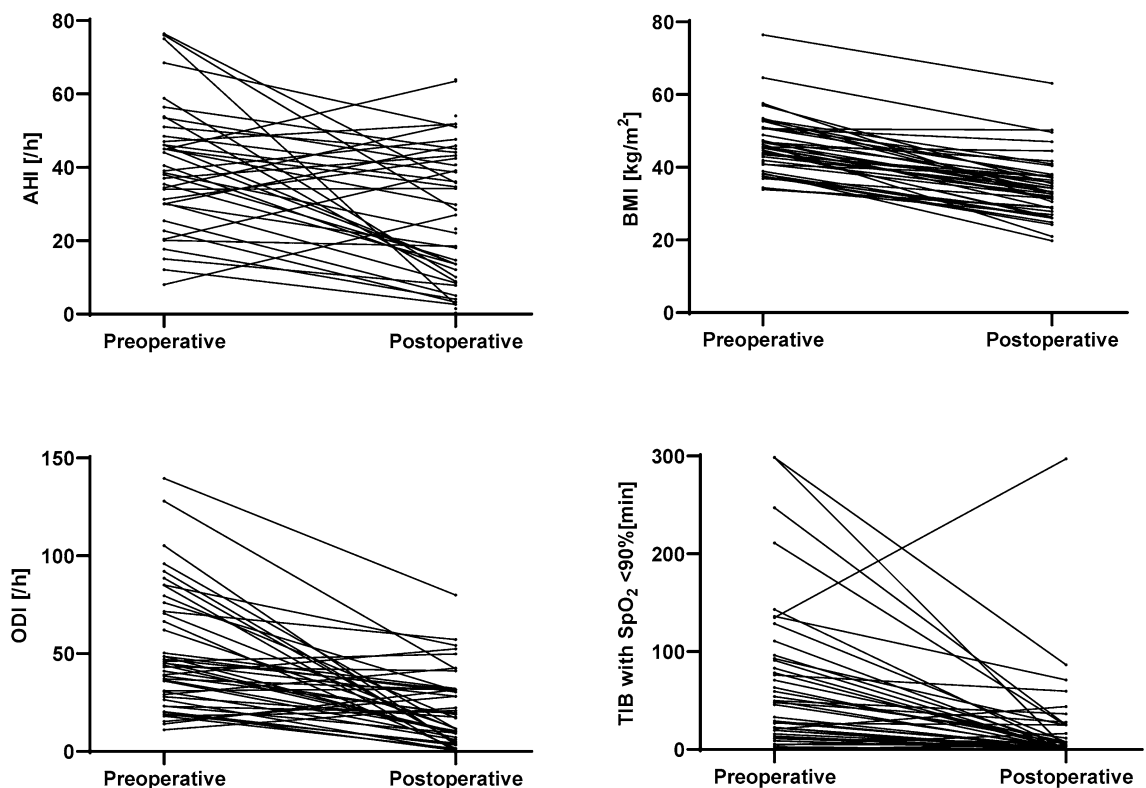 80
60
40
20
0
AHI [/h]
Preoperative
Postoperative
80
60
40
20
0
BMI [kg/m²]
Preoperative
Postoperative
150
100
50
0
ODI [/h]
Preoperative
Postoperative
300
200
100
0
TIB with SpO₂ <90%[min]
Preoperative
Postoperative